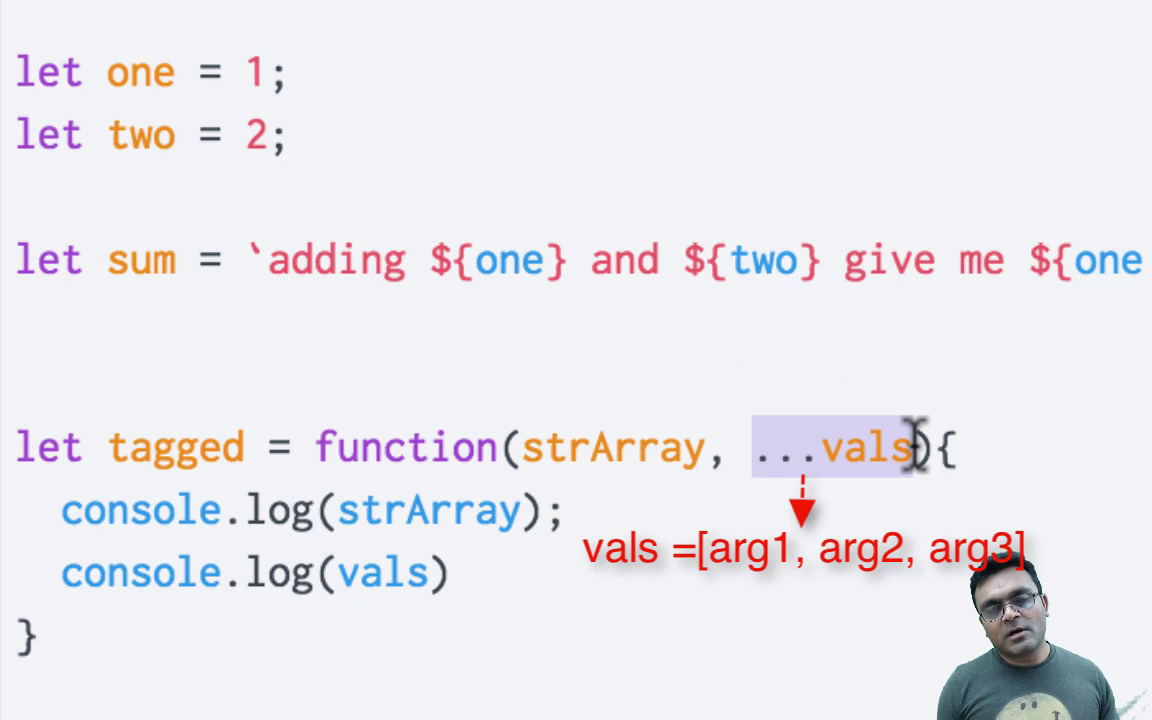 let one = 1;
let two = 2;
let sum = `adding ${one} and ${two} give me ${one
let tagged = function(strArray, ...vals){
console.log(strArray);
vals =[arg1, arg2, arg3]
console.log(vals)
}